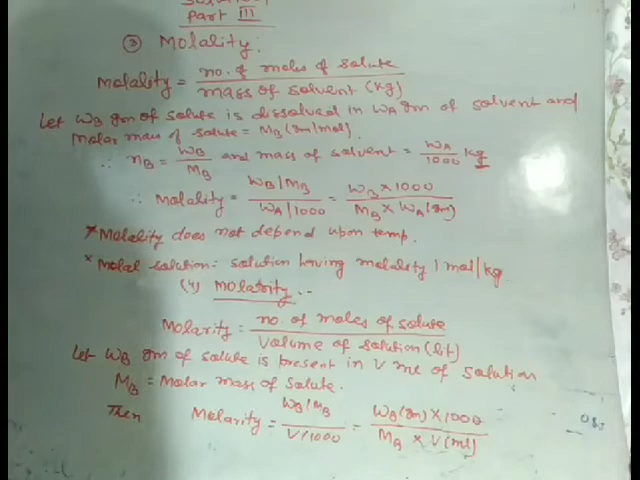 Solution
Part III
③ Molality:
Molality = no. of moles of solute / mass of solvent (kg)
Let WB gm of solute is dissolved in WA gm of solvent and
molar mass of solute = MB (gm/mol).
∴ nB = WB / MB and mass of solvent = WA / 1000 kg
∴ Molality = WB/MB / WA/1000 = WB × 1000 / MB × WA (gm)
* Molality does not depend upon temp.
* Molal solution: solution having molality 1 mol/kg
(4) Molarity :-
Molarity = no. of moles of solute / Volume of solution (lit)
Let WB gm of solute is present in V ml of solution
MB = Molar mass of solute.
Then Molarity = WB/MB / V/1000 = WB (gm) × 1000 / MB × V (ml)